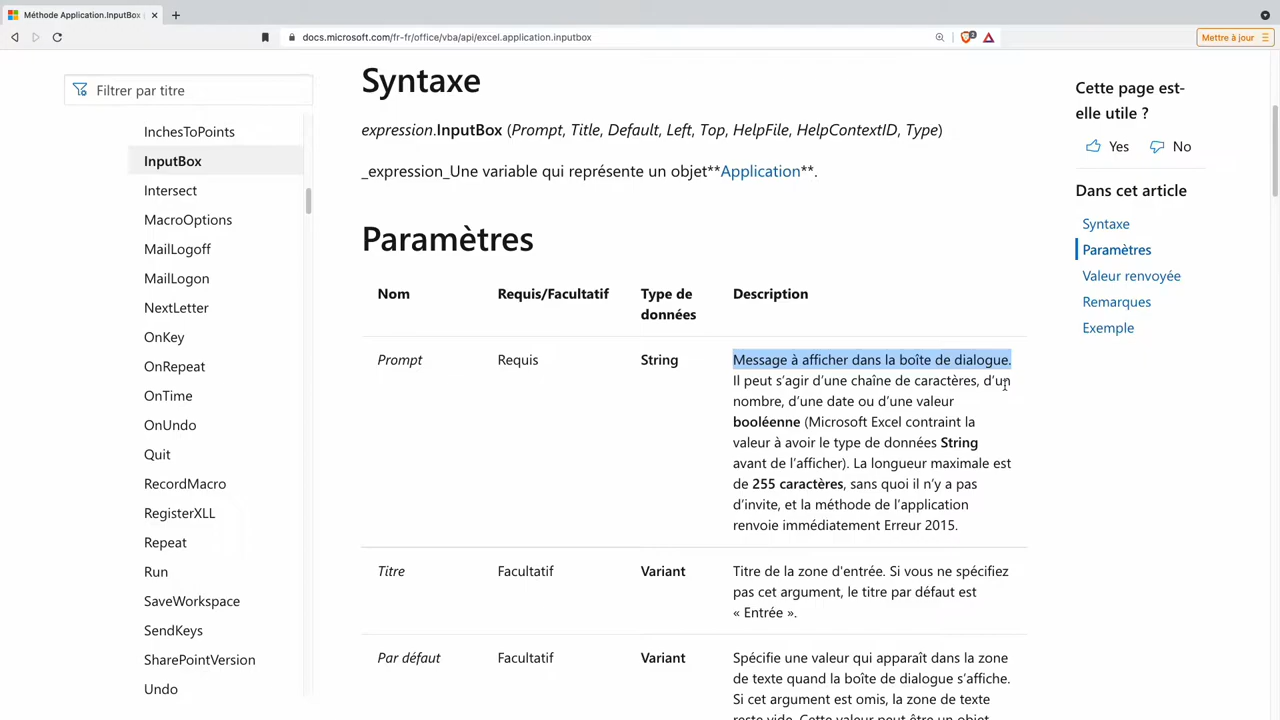 Méthode Application.InputBox
docs.microsoft.com/fr-fr/office/vba/api/excel.application.inputbox
Mettre à jour
Filtrer par titre
InchesToPoints
InputBox
Intersect
MacroOptions
MailLogoff
MailLogon
NextLetter
OnKey
OnRepeat
OnTime
OnUndo
Quit
RecordMacro
RegisterXLL
Repeat
Run
SaveWorkspace
SendKeys
SharePointVersion
Undo
Syntaxe
expression.InputBox (Prompt, Title, Default, Left, Top, HelpFile, HelpContextID, Type)
_expression_Une variable qui représente un objet**Application**.
Paramètres
Nom Requis/Facultatif Type de données Description
Prompt Requis String Message à afficher dans la boîte de dialogue.
Il peut s’agir d’une chaîne de caractères, d’un
nombre, d’une date ou d’une valeur
booléenne (Microsoft Excel contraint la
valeur à avoir le type de données String
avant de l’afficher). La longueur maximale est
de 255 caractères, sans quoi il n’y a pas
d’invite, et la méthode de l’application
renvoie immédiatement Erreur 2015.
Titre Facultatif Variant Titre de la zone d'entrée. Si vous ne spécifiez
pas cet argument, le titre par défaut est
« Entrée ».
Par défaut Facultatif Variant Spécifie une valeur qui apparaît dans la zone
de texte quand la boîte de dialogue s’affiche.
Si cet argument est omis, la zone de texte
reste vide. Cette valeur peut être un objet
Cette page est-
elle utile ?
Yes No
Dans cet article
Syntaxe
Paramètres
Valeur renvoyée
Remarques
Exemple